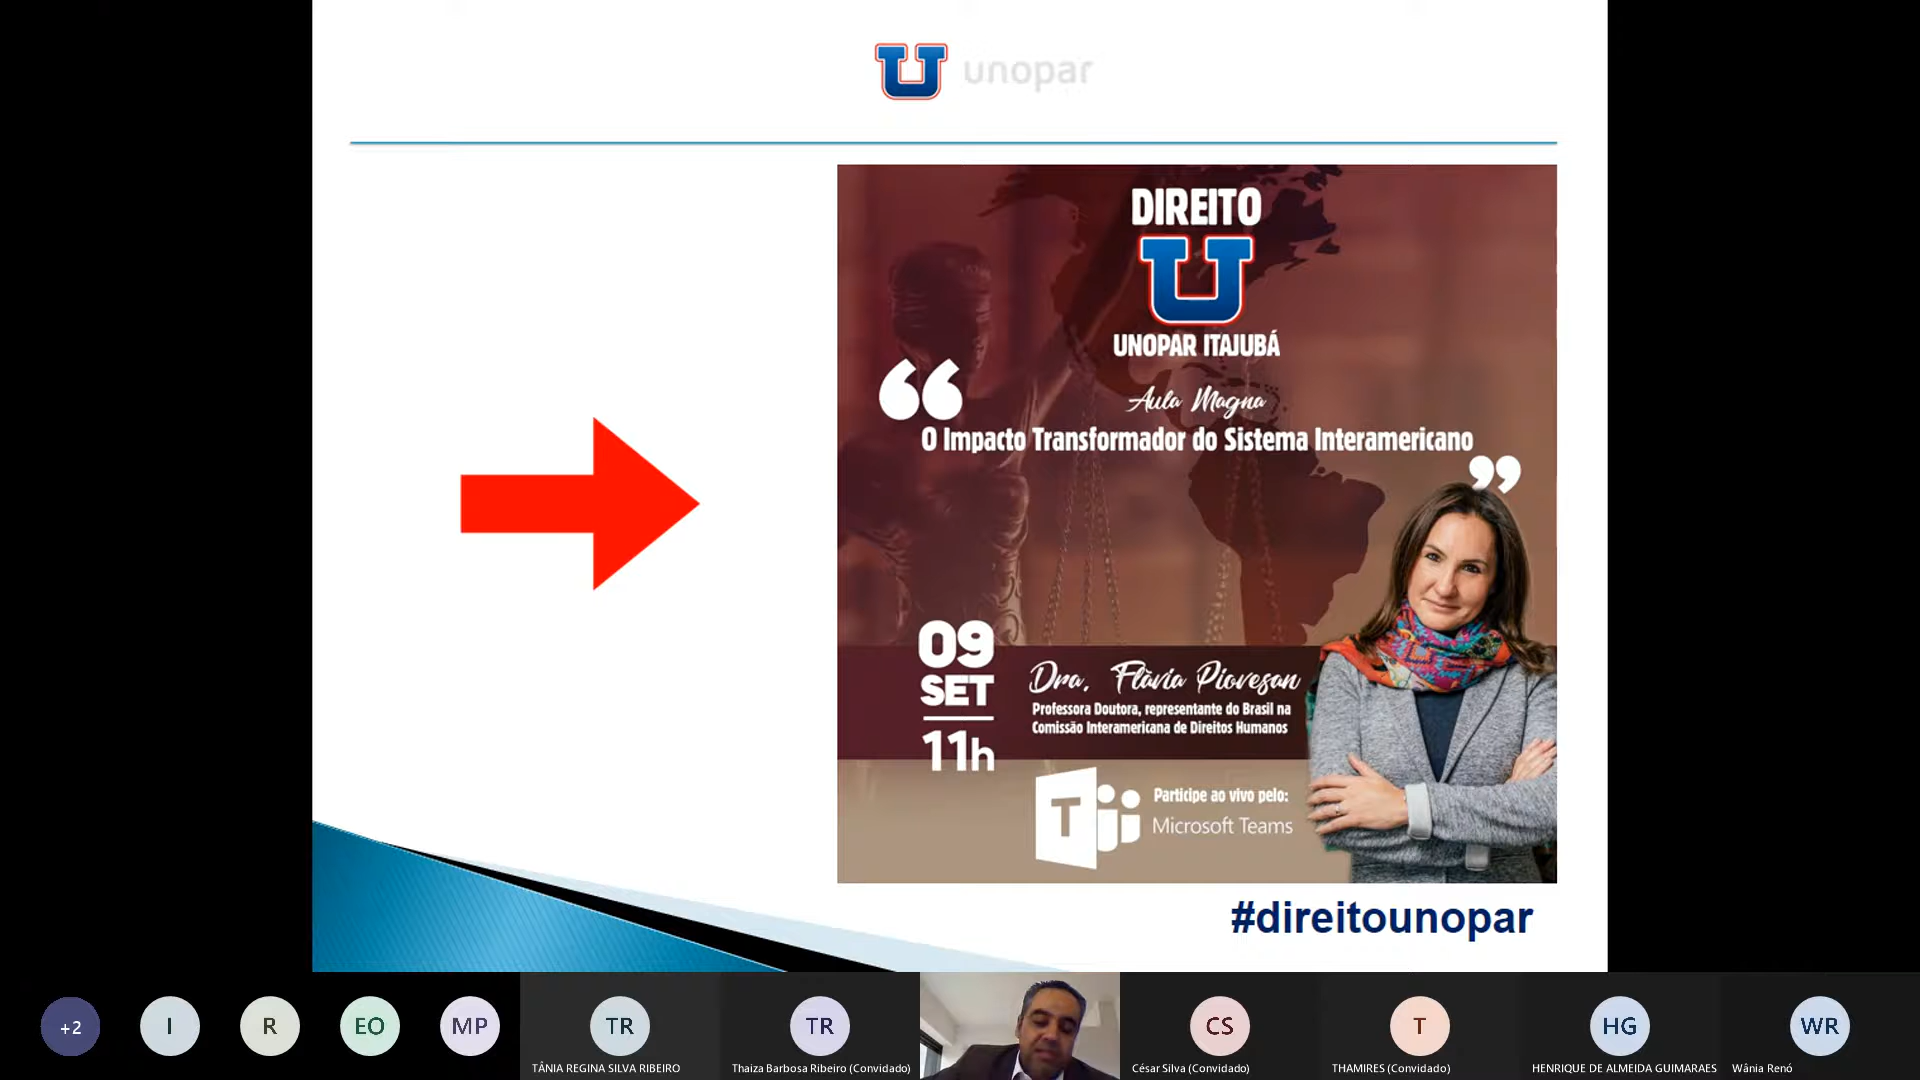 unopar
DIREITO
UNOPAR ITAJUBÁ
“
Aula Magna
O Impacto Transformador do Sistema Interamericano
”
09
SET
11h
Dra. Flàvia Piovesan
Professora Doutora, representante do Brasil na
Comissão Interamericana de Direitos Humanos
T
Participe ao vivo pelo:
Microsoft Teams
#direitounopar
+2
I
R
EO
MP
TR
TÂNIA REGINA SILVA RIBEIRO
TR
Thaiza Barbosa Ribeiro (Convidado)
CS
César Silva (Convidado)
T
THAMIRES (Convidado)
HG
HENRIQUE DE ALMEIDA GUIMARAES
WR
Wânia Renó